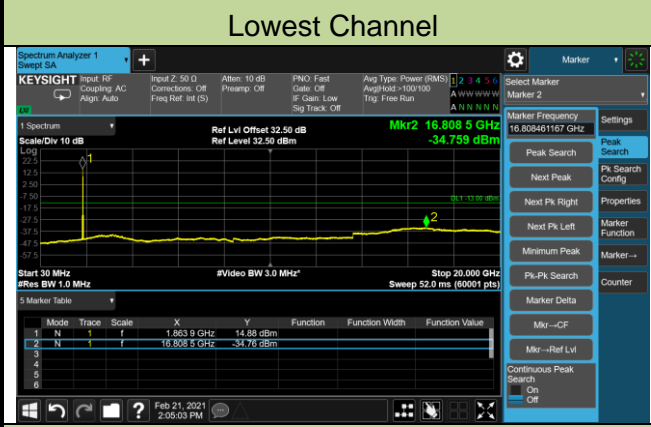 Lowest Channel
Spectrum Analyzer 1
Swept SA
Marker
KEYSIGHT
Input: RF
Coupling: AC
Align: Auto
Input Z: 50 Ω
Corrections: Off
Freq Ref: Int (S)
Atten: 10 dB
Preamp: Off
PNO: Fast
Gate: Off
IF Gain: Low
Sig Track: Off
Avg Type: Power (RMS)
Avg|Hold:>100/100
Trig: Free Run
1 2 3 4 5 6
A W W W W W
A N N N N N
Select Marker
Marker 2
1 Spectrum
Scale/Div 10 dB
Ref Lvl Offset 32.50 dB
Ref Level 32.50 dBm
Mkr2 16.808 5 GHz
-34.759 dBm
Log
22.5
12.5
2.50
-7.50
-17.5
-27.5
-37.5
-47.5
-57.5
1
DL1 -13.00 dBm
2
Start 30 MHz
#Res BW 1.0 MHz
#Video BW 3.0 MHz*
Stop 20.000 GHz
Sweep 52.0 ms (60001 pts)
5 Marker Table
Mode Trace Scale X Y Function Function Width Function Value
1 N 1 f 1.863 9 GHz 14.88 dBm
2 N 1 f 16.808 5 GHz -34.76 dBm
3
4
5
6
Marker Frequency
16.808461167 GHz
Peak Search
Next Peak
Next Pk Right
Next Pk Left
Minimum Peak
Pk-Pk Search
Marker Delta
Mkr→CF
Mkr→Ref Lvl
Continuous Peak
Search
On
Off
Settings
Peak
Search
Pk Search
Config
Properties
Marker
Function
Marker→
Counter
Feb 21, 2021
2:05:03 PM